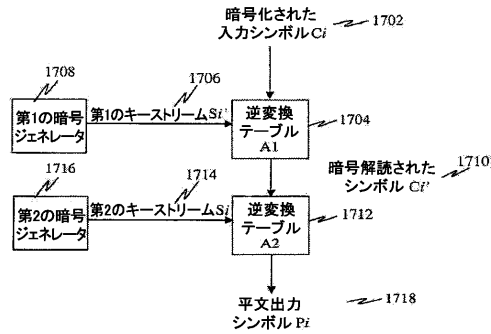 暗号化された
入力シンボルCi
1702
1708
1706
第1の暗号
ジェネレータ
第1のキーストリームSi'
逆変換
テーブル
A1
1704
暗号解読された
シンボル Ci'
1710
1716
1714
第2の暗号
ジェネレータ
第2のキーストリームSi
逆変換
テーブル
A2
1712
平文出力
シンボル Pi
1718